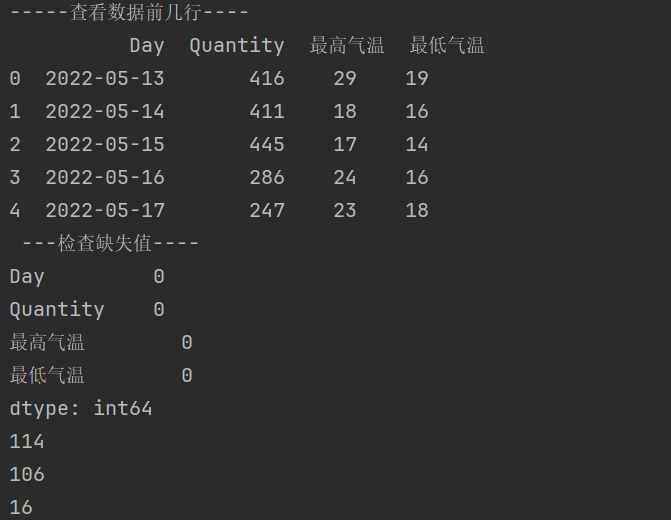 -----查看数据前几行----
Day Quantity 最高气温 最低气温
0 2022-05-13 416 29 19
1 2022-05-14 411 18 16
2 2022-05-15 445 17 14
3 2022-05-16 286 24 16
4 2022-05-17 247 23 18
---检查缺失值----
Day 0
Quantity 0
最高气温 0
最低气温 0
dtype: int64
114
106
16